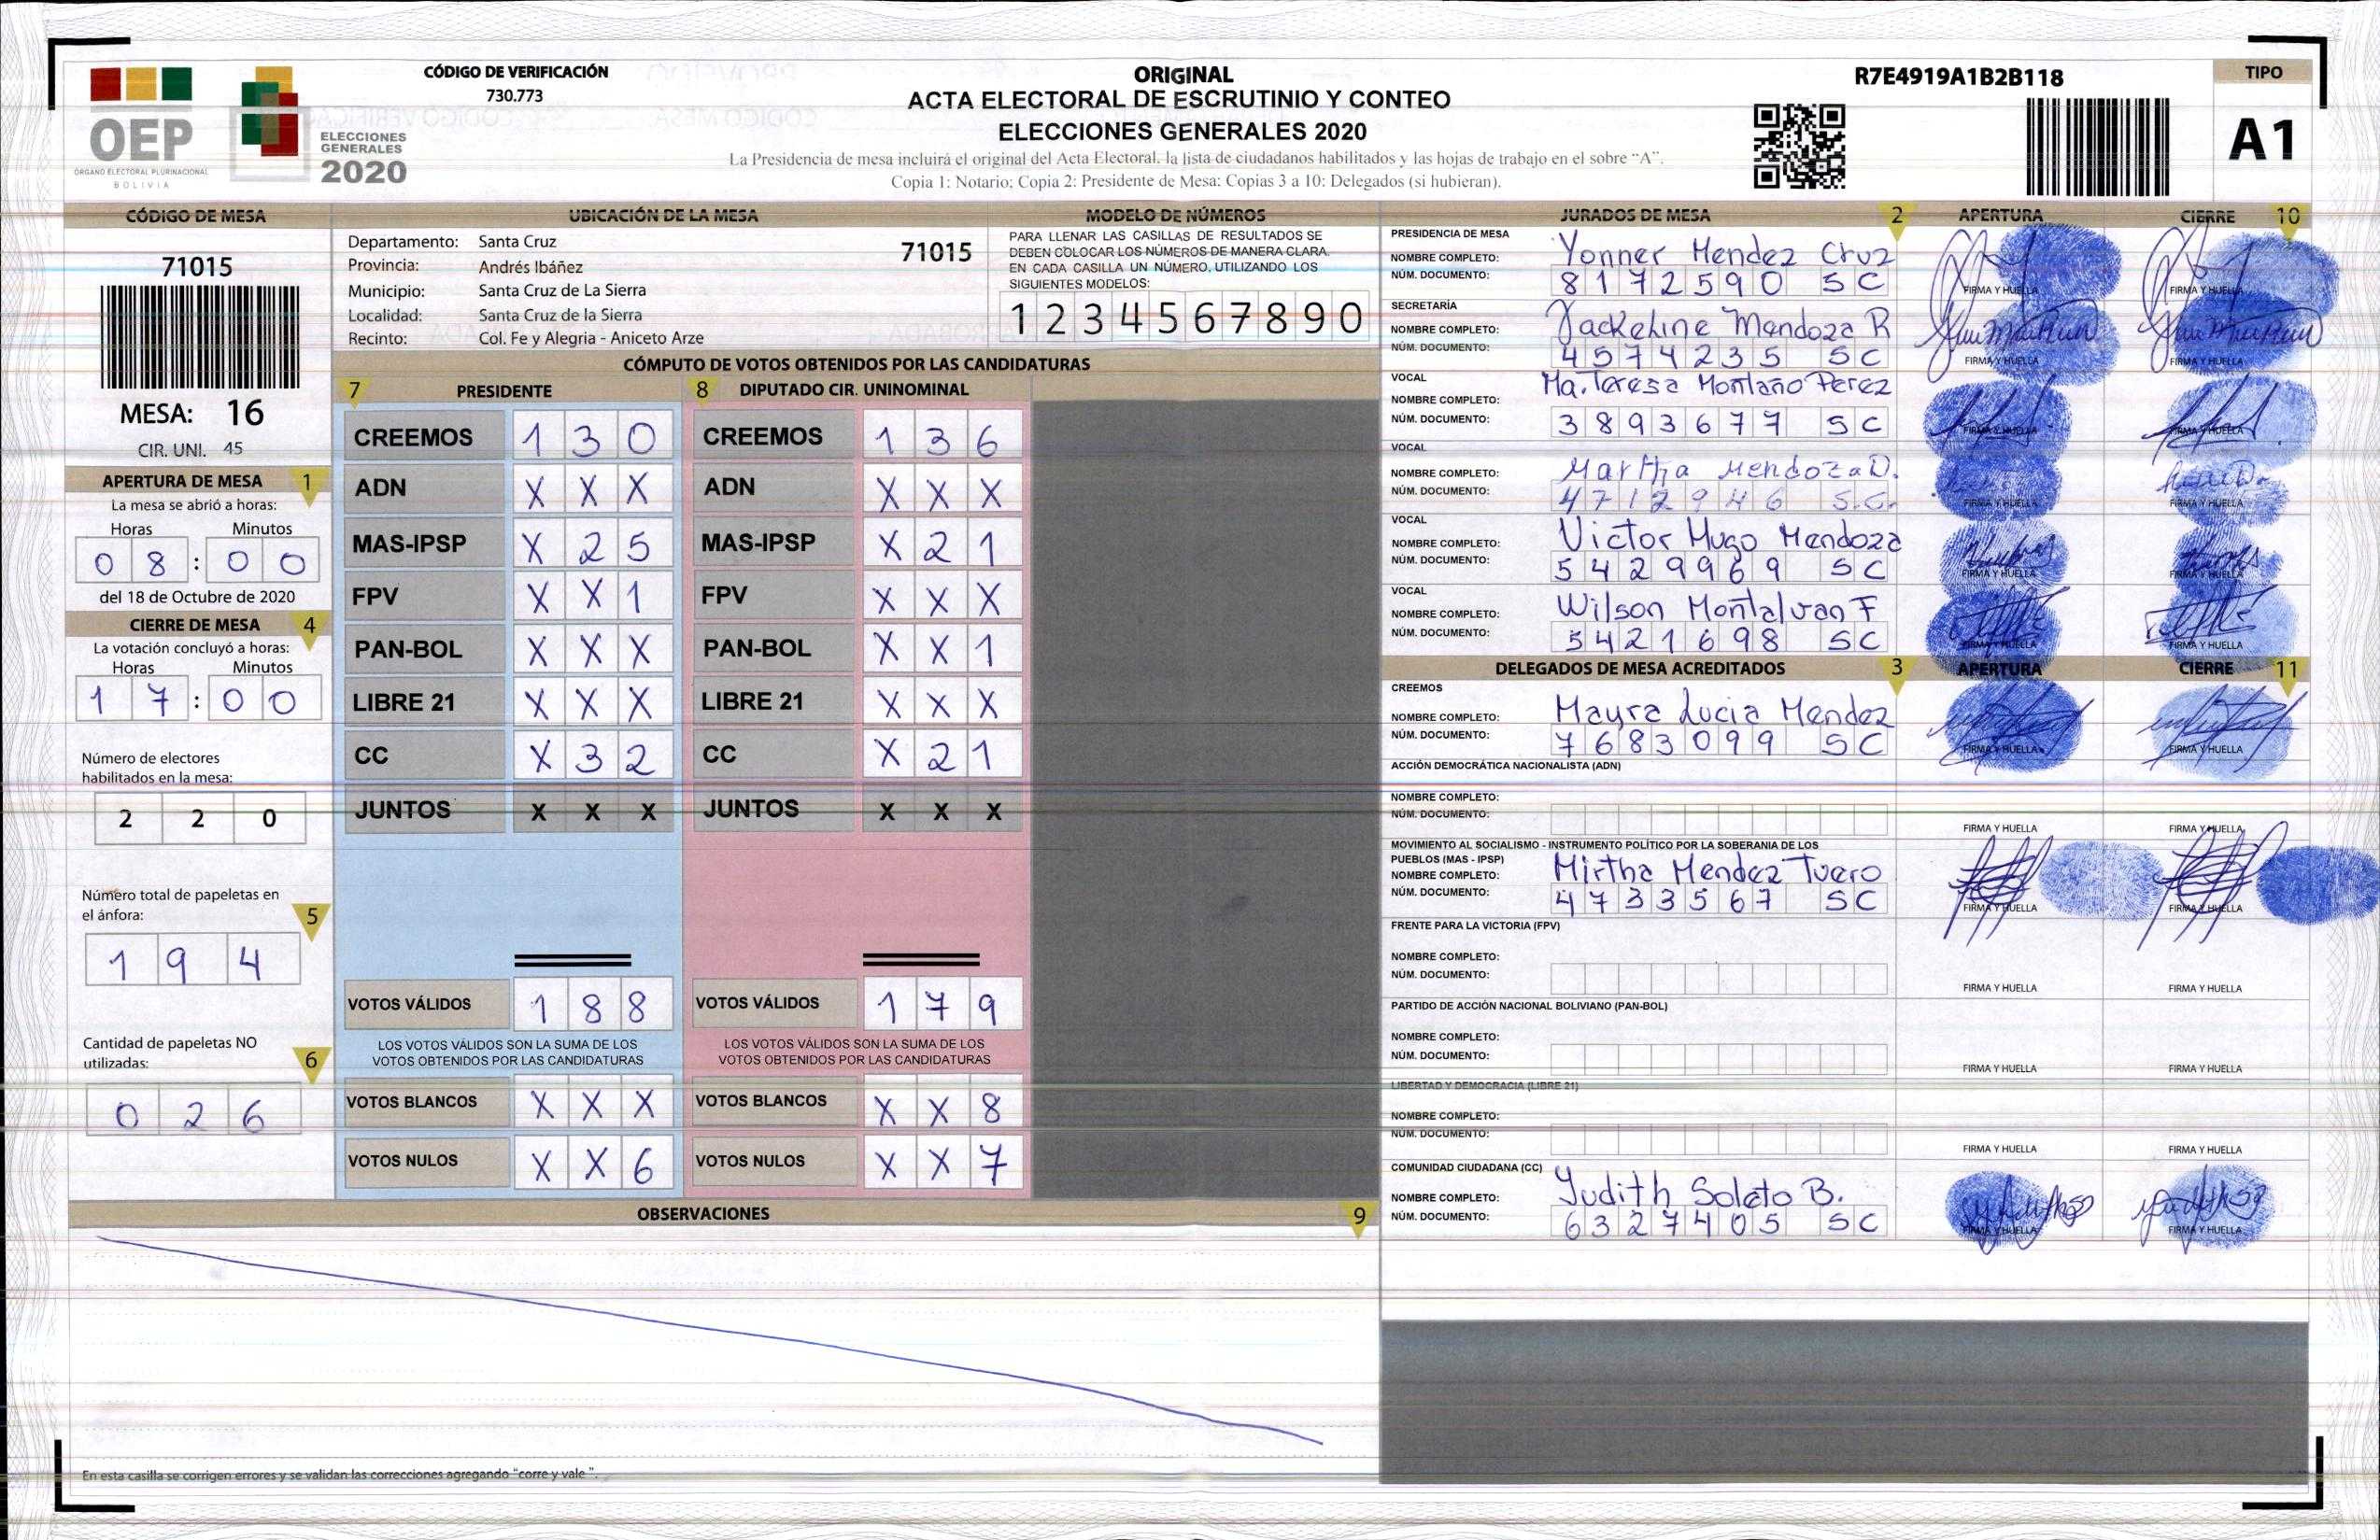 CÓDIGO DE VERIFICACIÓN
730.773
OEP
ÓRGANO ELECTORAL PLURINACIONAL
BOLIVIA
ELECCIONES
GENERALES
2020
ORIGINAL
ACTA ELECTORAL DE ESCRUTINIO Y CONTEO
ELECCIONES GENERALES 2020
La Presidencia de mesa incluirá el original del Acta Electoral, la lista de ciudadanos habilitados y las hojas de trabajo en el sobre “A”.
Copia 1: Notario; Copia 2: Presidente de Mesa; Copias 3 a 10: Delegados (si hubieran).
R7E4919A1B2B118
TIPO
A1
CÓDIGO DE MESA
71015
MESA: 16
CIR. UNI. 45
APERTURA DE MESA 1
La mesa se abrió a horas:
Horas Minutos
0 8 : 0 0
del 18 de Octubre de 2020
CIERRE DE MESA 4
La votación concluyó a horas:
Horas Minutos
1 7 : 0 0
Número de electores
habilitados en la mesa:
2 2 0
Número total de papeletas en
el ánfora: 5
1 9 4
Cantidad de papeletas NO
utilizadas: 6
0 2 6
UBICACIÓN DE LA MESA
Departamento: Santa Cruz 71015
Provincia: Andrés Ibáñez
Municipio: Santa Cruz de La Sierra
Localidad: Santa Cruz de la Sierra
Recinto: Col. Fe y Alegria - Aniceto Arze
MODELO DE NÚMEROS
PARA LLENAR LAS CASILLAS DE RESULTADOS SE
DEBEN COLOCAR LOS NÚMEROS DE MANERA CLARA.
EN CADA CASILLA UN NÚMERO, UTILIZANDO LOS
SIGUIENTES MODELOS:
1 2 3 4 5 6 7 8 9 0
CÓMPUTO DE VOTOS OBTENIDOS POR LAS CANDIDATURAS
7 PRESIDENTE
CREEMOS 1 3 0
ADN X X X
MAS-IPSP X 2 5
FPV X X 1
PAN-BOL X X X
LIBRE 21 X X X
CC X 3 2
JUNTOS X X X
VOTOS VÁLIDOS 1 8 8
LOS VOTOS VÁLIDOS SON LA SUMA DE LOS
VOTOS OBTENIDOS POR LAS CANDIDATURAS
VOTOS BLANCOS X X X
VOTOS NULOS X X 6
8 DIPUTADO CIR. UNINOMINAL
CREEMOS 1 3 6
ADN X X X
MAS-IPSP X 2 1
FPV X X X
PAN-BOL X X 1
LIBRE 21 X X X
CC X 2 1
JUNTOS X X X
VOTOS VÁLIDOS 1 7 9
LOS VOTOS VÁLIDOS SON LA SUMA DE LOS
VOTOS OBTENIDOS POR LAS CANDIDATURAS
VOTOS BLANCOS X X 8
VOTOS NULOS X X 7
OBSERVACIONES 9
En esta casilla se corrigen errores y se validan las correcciones agregando “corre y vale ”.
JURADOS DE MESA 2 APERTURA CIERRE 10
PRESIDENCIA DE MESA
NOMBRE COMPLETO: Yonner Mendez Cruz
NÚM. DOCUMENTO: 8172590 SC
FIRMA Y HUELLA FIRMA Y HUELLA
SECRETARÍA
NOMBRE COMPLETO: Jackeline Mendoza R
NÚM. DOCUMENTO: 4574235 SC
FIRMA Y HUELLA FIRMA Y HUELLA
VOCAL
NOMBRE COMPLETO: Ma. Teresa Montaño Perez
NÚM. DOCUMENTO: 3893677 SC
FIRMA Y HUELLA FIRMA Y HUELLA
VOCAL
NOMBRE COMPLETO: Martha Mendoza D.
NÚM. DOCUMENTO: 4712946 S.C.
FIRMA Y HUELLA FIRMA Y HUELLA
VOCAL
NOMBRE COMPLETO: Victor Hugo Mendoza
NÚM. DOCUMENTO: 5429969 SC
FIRMA Y HUELLA FIRMA Y HUELLA
VOCAL
NOMBRE COMPLETO: Wilson Montalvan F
NÚM. DOCUMENTO: 5421698 SC
FIRMA Y HUELLA FIRMA Y HUELLA
DELEGADOS DE MESA ACREDITADOS 3 APERTURA CIERRE 11
CREEMOS
NOMBRE COMPLETO: Mayra Lucia Mendez
NÚM. DOCUMENTO: 7683099 SC
FIRMA Y HUELLA FIRMA Y HUELLA
ACCIÓN DEMOCRÁTICA NACIONALISTA (ADN)
NOMBRE COMPLETO:
NÚM. DOCUMENTO:
FIRMA Y HUELLA FIRMA Y HUELLA
MOVIMIENTO AL SOCIALISMO - INSTRUMENTO POLÍTICO POR LA SOBERANIA DE LOS
PUEBLOS (MAS - IPSP)
NOMBRE COMPLETO: Mirtha Mendez Tuero
NÚM. DOCUMENTO: 4733567 SC
FIRMA Y HUELLA FIRMA Y HUELLA
FRENTE PARA LA VICTORIA (FPV)
NOMBRE COMPLETO:
NÚM. DOCUMENTO:
FIRMA Y HUELLA FIRMA Y HUELLA
PARTIDO DE ACCIÓN NACIONAL BOLIVIANO (PAN-BOL)
NOMBRE COMPLETO:
NÚM. DOCUMENTO:
FIRMA Y HUELLA FIRMA Y HUELLA
LIBERTAD Y DEMOCRACIA (LIBRE 21)
NOMBRE COMPLETO:
NÚM. DOCUMENTO:
FIRMA Y HUELLA FIRMA Y HUELLA
COMUNIDAD CIUDADANA (CC)
NOMBRE COMPLETO: Yudith Soleto B.
NÚM. DOCUMENTO: 6327405 SC
FIRMA Y HUELLA FIRMA Y HUELLA